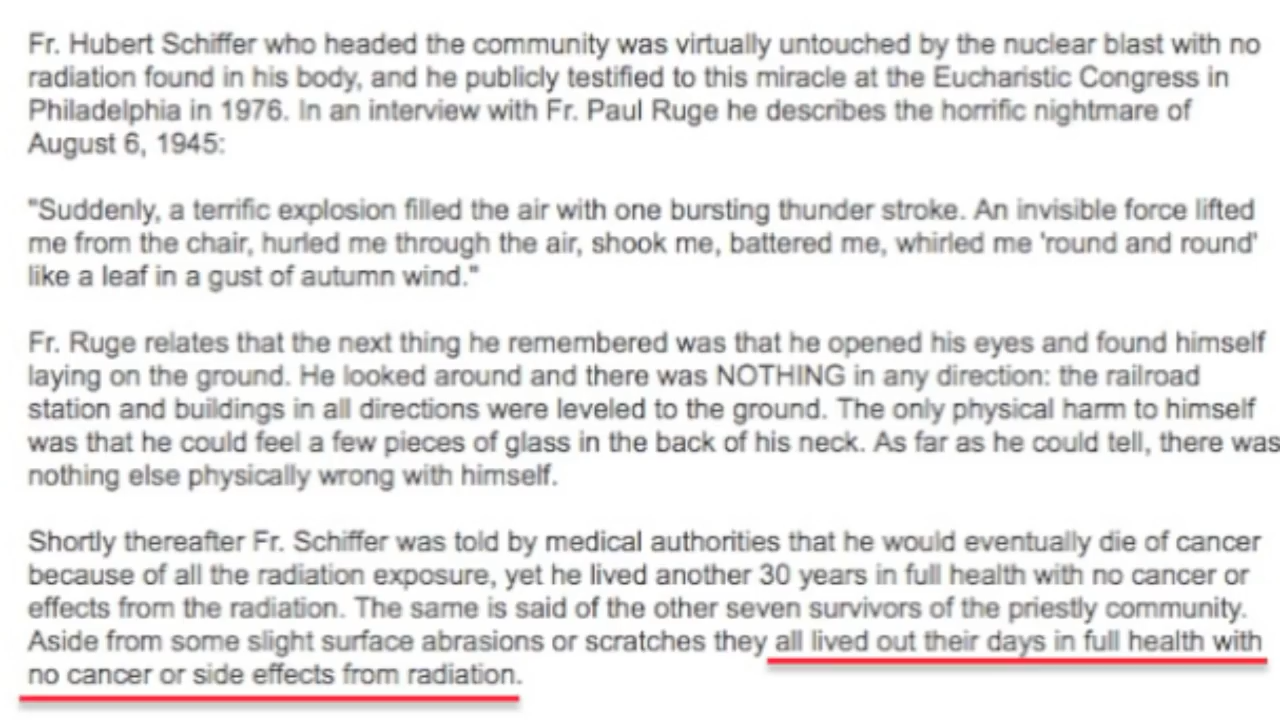 Fr. Hubert Schiffer who headed the community was virtually untouched by the nuclear blast with no
radiation found in his body, and he publicly testified to this miracle at the Eucharistic Congress in
Philadelphia in 1976. In an interview with Fr. Paul Ruge he describes the horrific nightmare of
August 6, 1945:
"Suddenly, a terrific explosion filled the air with one bursting thunder stroke. An invisible force lifted
me from the chair, hurled me through the air, shook me, battered me, whirled me 'round and round'
like a leaf in a gust of autumn wind."
Fr. Ruge relates that the next thing he remembered was that he opened his eyes and found himself
laying on the ground. He looked around and there was NOTHING in any direction: the railroad
station and buildings in all directions were leveled to the ground. The only physical harm to himself
was that he could feel a few pieces of glass in the back of his neck. As far as he could tell, there was
nothing else physically wrong with himself.
Shortly thereafter Fr. Schiffer was told by medical authorities that he would eventually die of cancer
because of all the radiation exposure, yet he lived another 30 years in full health with no cancer or
effects from the radiation. The same is said of the other seven survivors of the priestly community.
Aside from some slight surface abrasions or scratches they all lived out their days in full health with
no cancer or side effects from radiation.